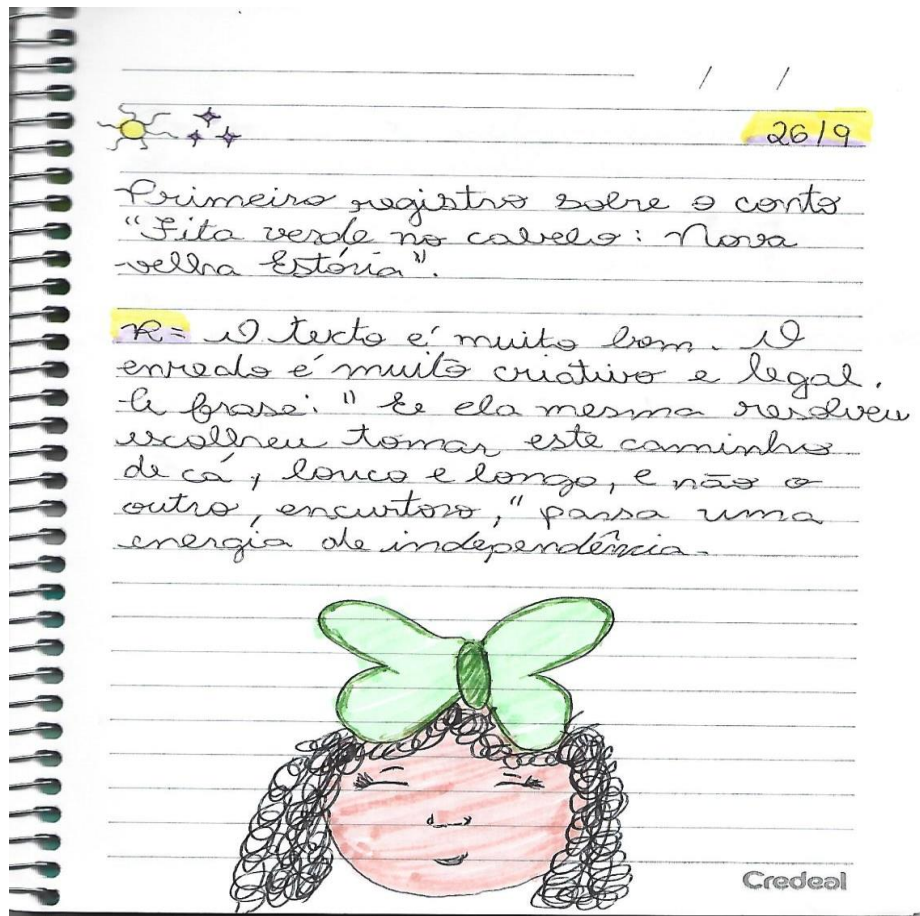 / /
26/9
Primeiro registro sobre o conto
"Fita verde no cabelo: Nova
velha Estória".
R= O texto é muito bom. O
enredo é muito criativo e legal.
A frase: " E ela mesma resolveu
escolheu tomar este caminho
de cá, louco e longo, e não o
outro, encurtoso," passa uma
energia de independência.
Credeal